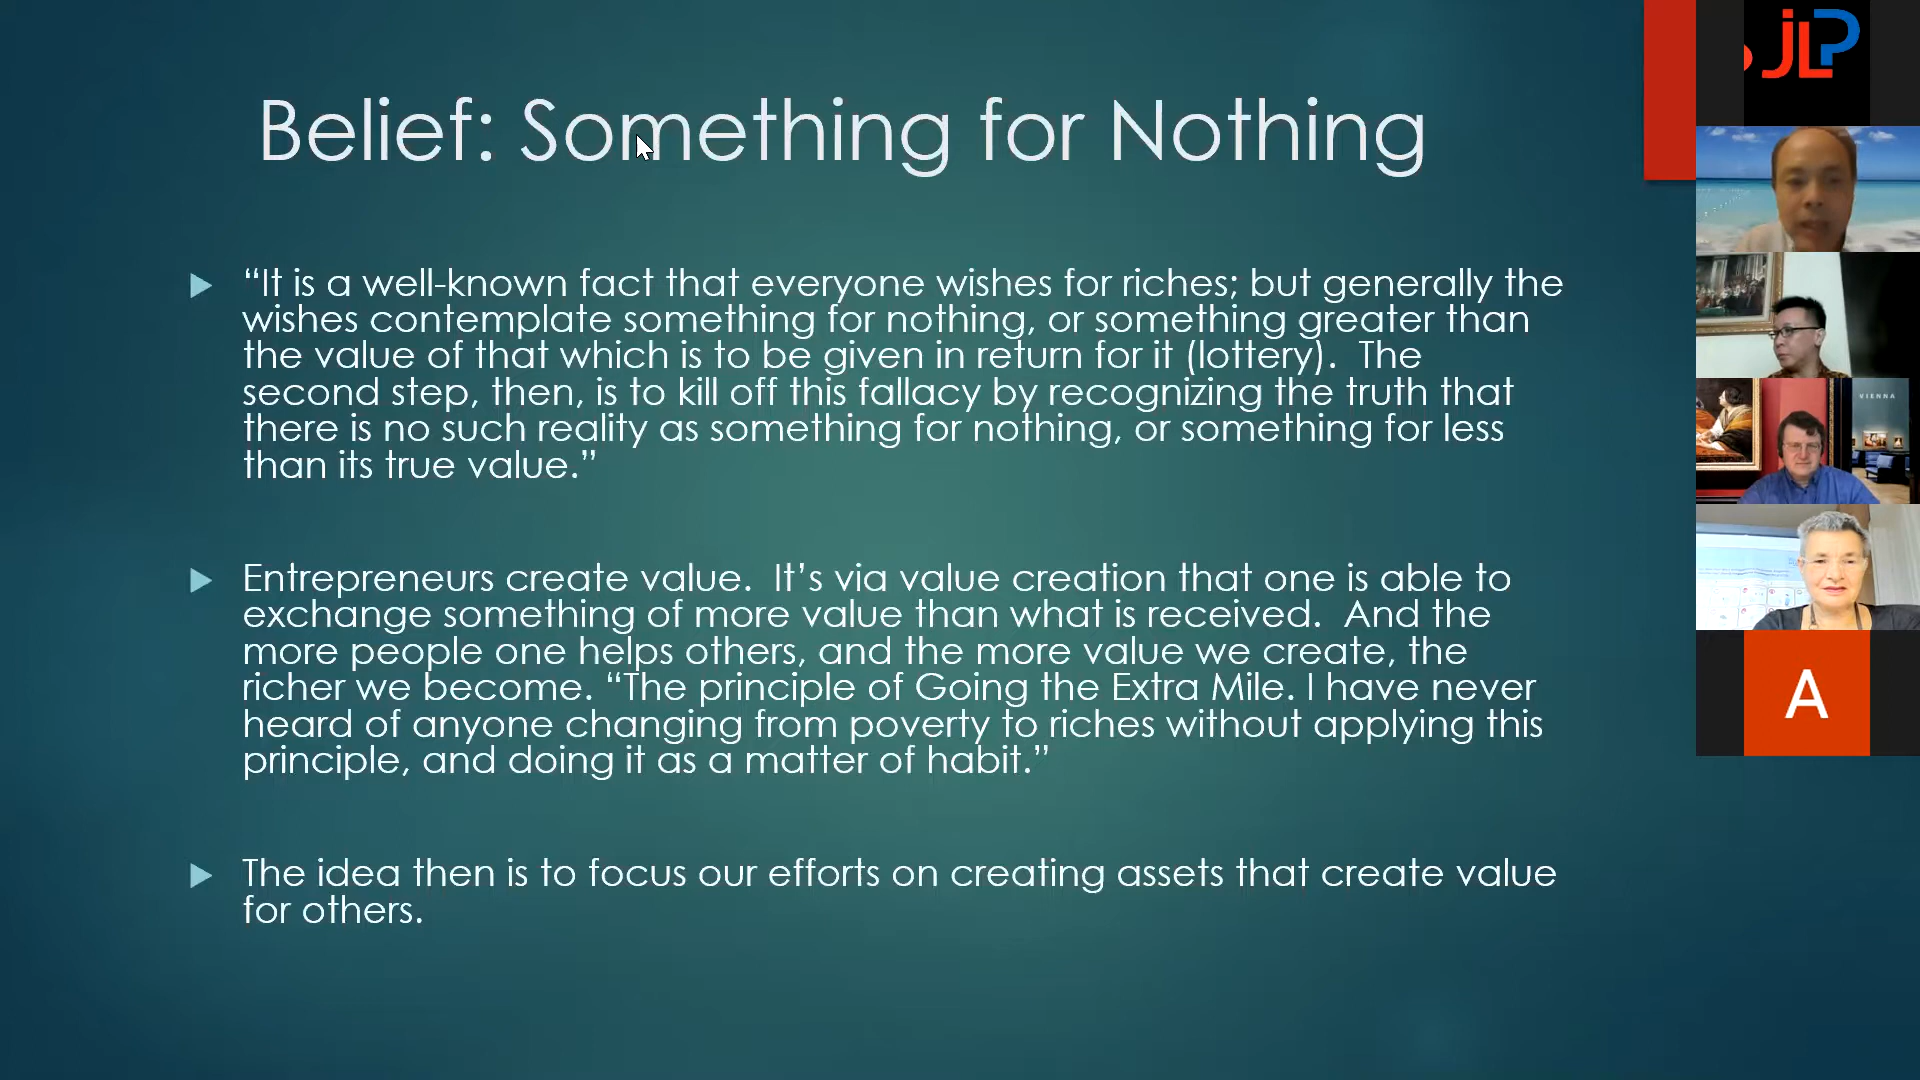 Belief: Something for Nothing
“It is a well-known fact that everyone wishes for riches; but generally the
wishes contemplate something for nothing, or something greater than
the value of that which is to be given in return for it (lottery).  The
second step, then, is to kill off this fallacy by recognizing the truth that
there is no such reality as something for nothing, or something for less
than its true value.”
Entrepreneurs create value.  It’s via value creation that one is able to
exchange something of more value than what is received.  And the
more people one helps others, and the more value we create, the
richer we become. “The principle of Going the Extra Mile. I have never
heard of anyone changing from poverty to riches without applying this
principle, and doing it as a matter of habit.”
The idea then is to focus our efforts on creating assets that create value
for others.
JLP
VIENNA
A